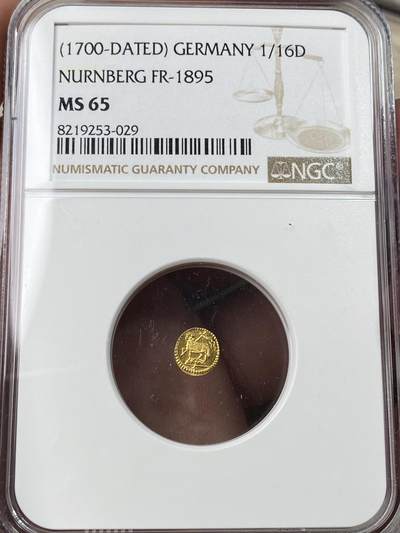 (1700-DATED) GERMANY 1/16D
NURNBERG FR-1895
MS 65
8219253-029
NUMISMATIC GUARANTY COMPANY NGC